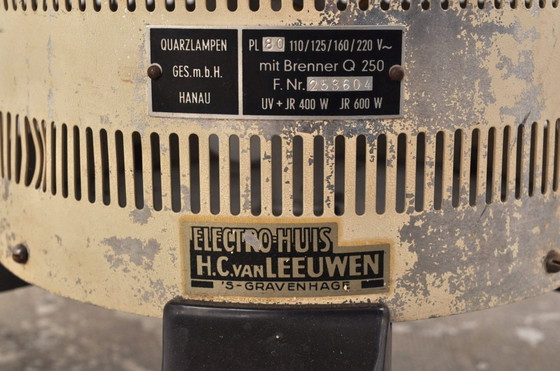 QUARZLAMPEN
GES.m.b.H.
HANAU
PL 80 110/125/160/220 V~
mit Brenner Q 250
F. Nr. 253604
UV + JR 400 W JR 600 W
ELECTRO-HUIS
H.C. VAN LEEUWEN
'S-GRAVENHAGE